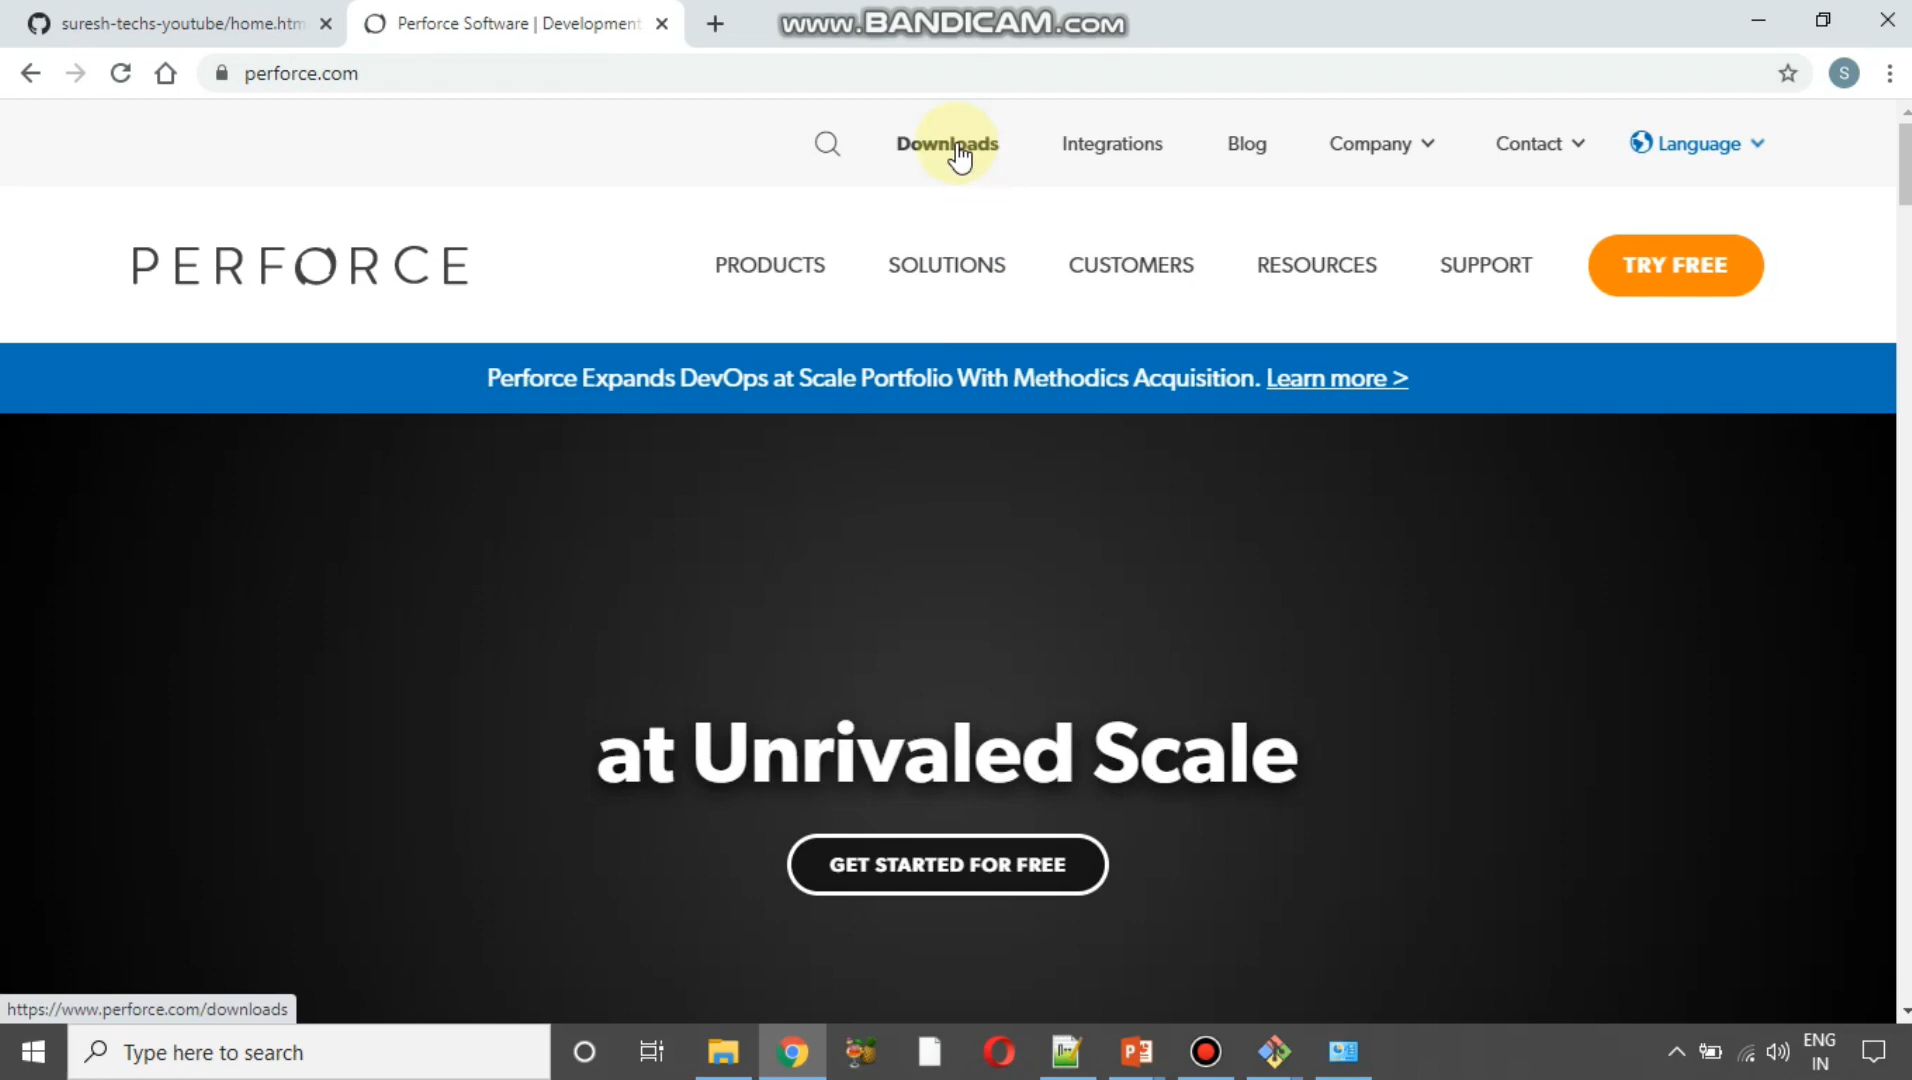 suresh-techs-youtube/home.htm
Perforce Software | Development
www.BANDICAM.com
perforce.com
S
Downloads
Integrations
Blog
Company
Contact
Language
PERFORCE
PRODUCTS
SOLUTIONS
CUSTOMERS
RESOURCES
SUPPORT
TRY FREE
Perforce Expands DevOps at Scale Portfolio With Methodics Acquisition. Learn more >
at Unrivaled Scale
GET STARTED FOR FREE
https://www.perforce.com/downloads
Type here to search
ENG
IN